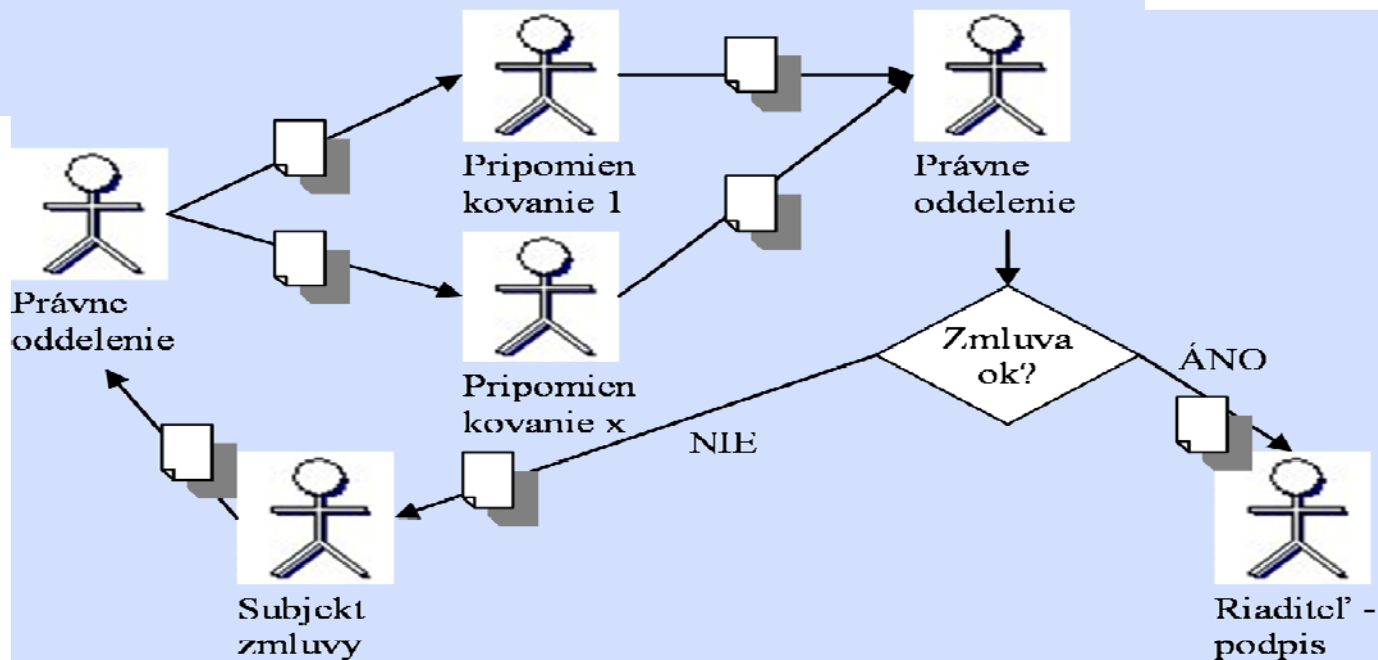 Pripomien
kovanie 1
Právne
oddelenie
Právne
oddelenie
Pripomien
kovanie x
Zmluva
ok?
ÁNO
NIE
Subjekt
zmluvy
Riaditeľ -
podpis